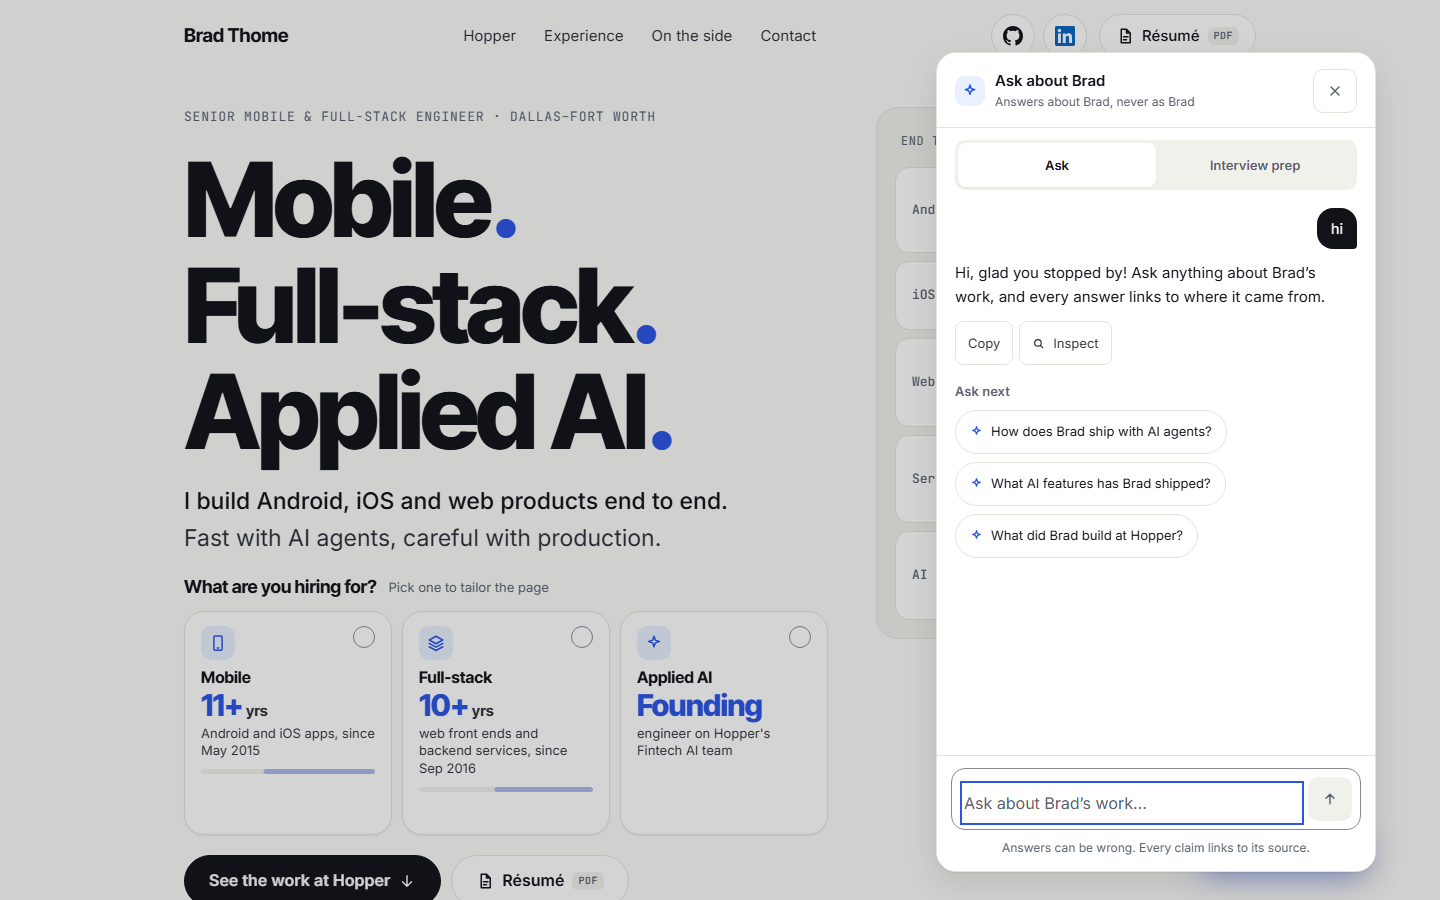 Brad Thome
Hopper
Experience
On the side
Contact
Résumé PDF
SENIOR MOBILE & FULL-STACK ENGINEER · DALLAS–FORT WORTH
Mobile.
Full-stack.
Applied AI.
I build Android, iOS and web products end to end.
Fast with AI agents, careful with production.
What are you hiring for? Pick one to tailor the page
Mobile
11+ yrs
Android and iOS apps, since
May 2015
Full-stack
10+ yrs
web front ends and
backend services, since
Sep 2016
Applied AI
Founding
engineer on Hopper's
Fintech AI team
See the work at Hopper ↓
Résumé PDF
END
iOS
Web
AI
Ask about Brad
Answers about Brad, never as Brad
Ask
Interview prep
hi
Hi, glad you stopped by! Ask anything about Brad’s
work, and every answer links to where it came from.
Copy
Inspect
Ask next
How does Brad ship with AI agents?
What AI features has Brad shipped?
What did Brad build at Hopper?
Ask about Brad’s work…
Answers can be wrong. Every claim links to its source.